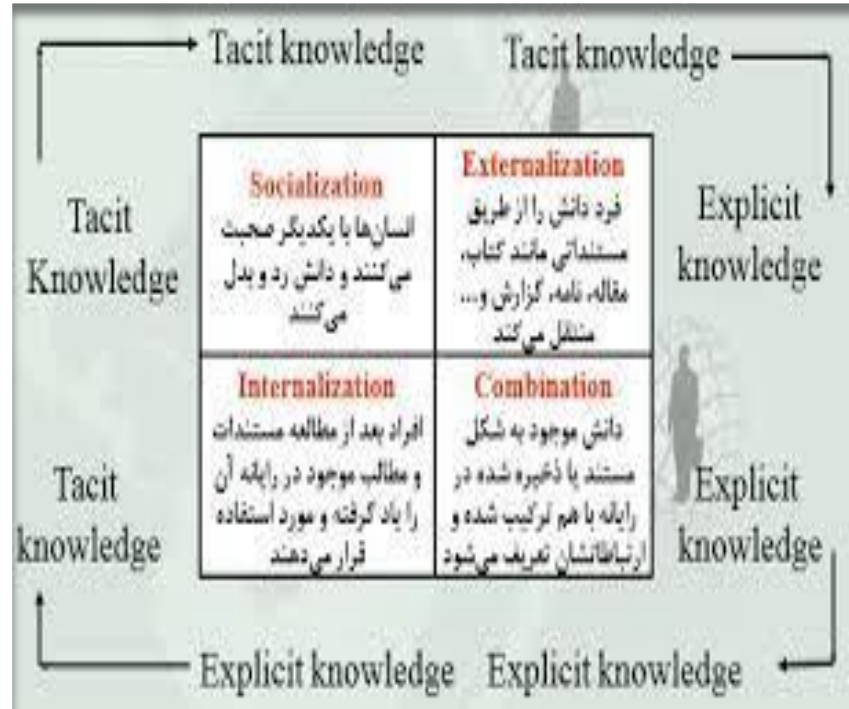 Tacit knowledge
Tacit knowledge
Tacit
Knowledge
Socialization
انسان‌ها با یکدیگر صحبت
می‌کنند و دانش رد و بدل
می‌کنند
Externalization
فرد دانش را از طریق
مستنداتی مانند کتاب،
مقاله، نامه، گزارش و...
منتقل می‌کند
Explicit
knowledge
Tacit
knowledge
Internalization
افراد بعد از مطالعه مستندات
و مطالب موجود در رایانه آن
را یاد گرفته و مورد استفاده
قرار می‌دهند
Combination
دانش موجود به شکل
مستند یا ذخیره شده در
رایانه با هم ترکیب شده و
ارتباطاتشان تعریف می‌شود
Explicit
knowledge
Explicit knowledge
Explicit knowledge